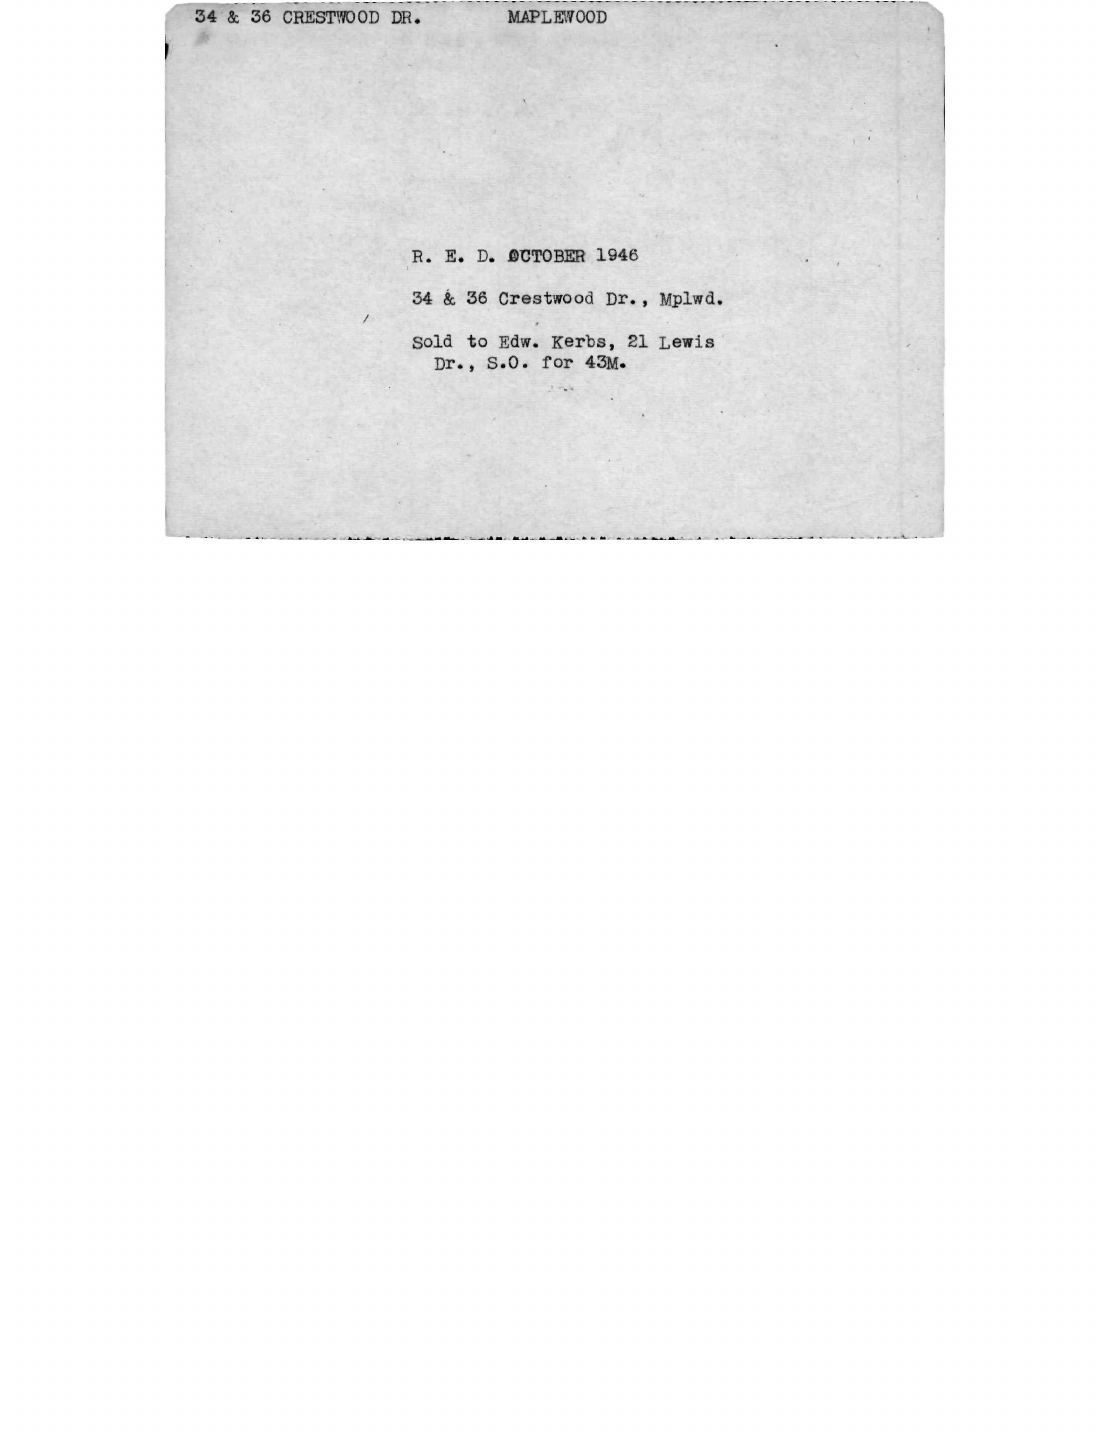 34 & 36 CRESTWOOD DR. MAPLEWOOD
R. E. D. OCTOBER 1946
34 & 36 Crestwood Dr., Mplwd.
Sold to Edw. Kerbs, 21 Lewis
Dr., S.O. for 43M.